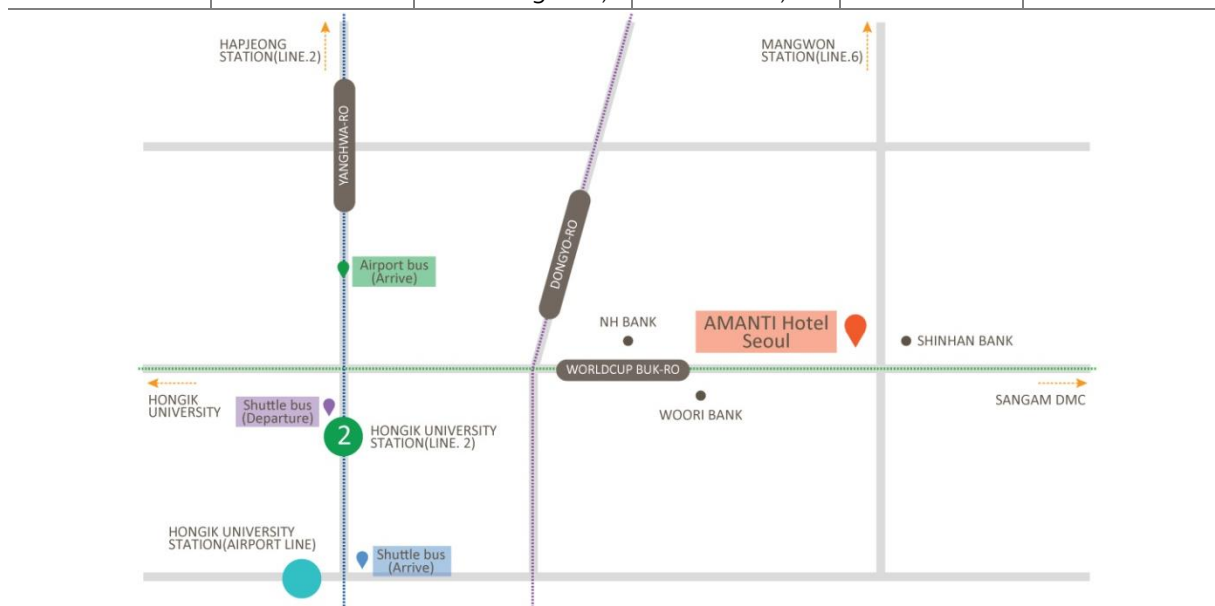 HAPJEONG
STATION(LINE.2)
MANGWON
STATION(LINE.6)
YANGHWA-RO
DONGYO-RO
Airport bus
(Arrive)
NH BANK
AMANTI Hotel
Seoul
SHINHAN BANK
WORLDCUP BUK-RO
HONGIK
UNIVERSITY
Shuttle bus
(Departure)
2
HONGIK UNIVERSITY
STATION(LINE. 2)
WOORI BANK
SANGAM DMC
HONGIK UNIVERSITY
STATION(AIRPORT LINE)
Shuttle bus
(Arrive)